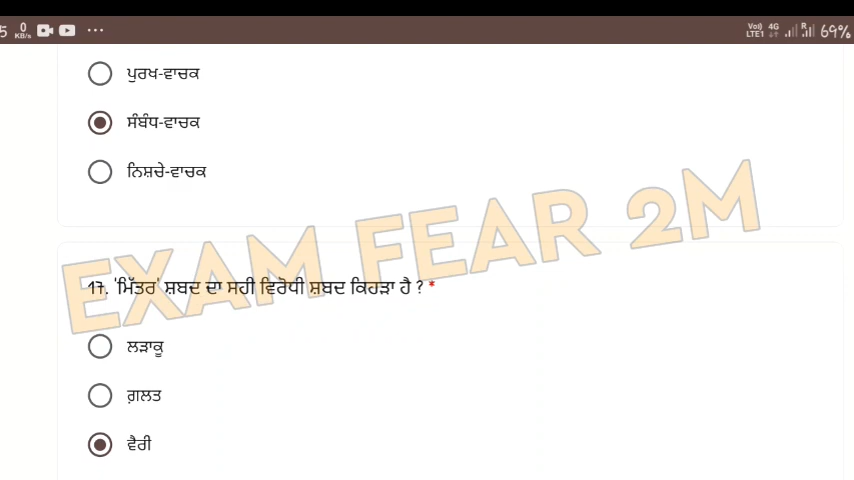 5 0 KB/s ... Vo) LTE1 4G R 69%
ਪੁਰਖ-ਵਾਚਕ
ਸੰਬੰਧ-ਵਾਚਕ
ਨਿਸ਼ਚੇ-ਵਾਚਕ
EXAM FEAR 2M
17. 'ਮਿੱਤਰ' ਸ਼ਬਦ ਦਾ ਸਹੀ ਵਿਰੋਧੀ ਸ਼ਬਦ ਕਿਹੜਾ ਹੈ ? *
ਲੜਾਕੂ
ਗ਼ਲਤ
ਵੈਰੀ